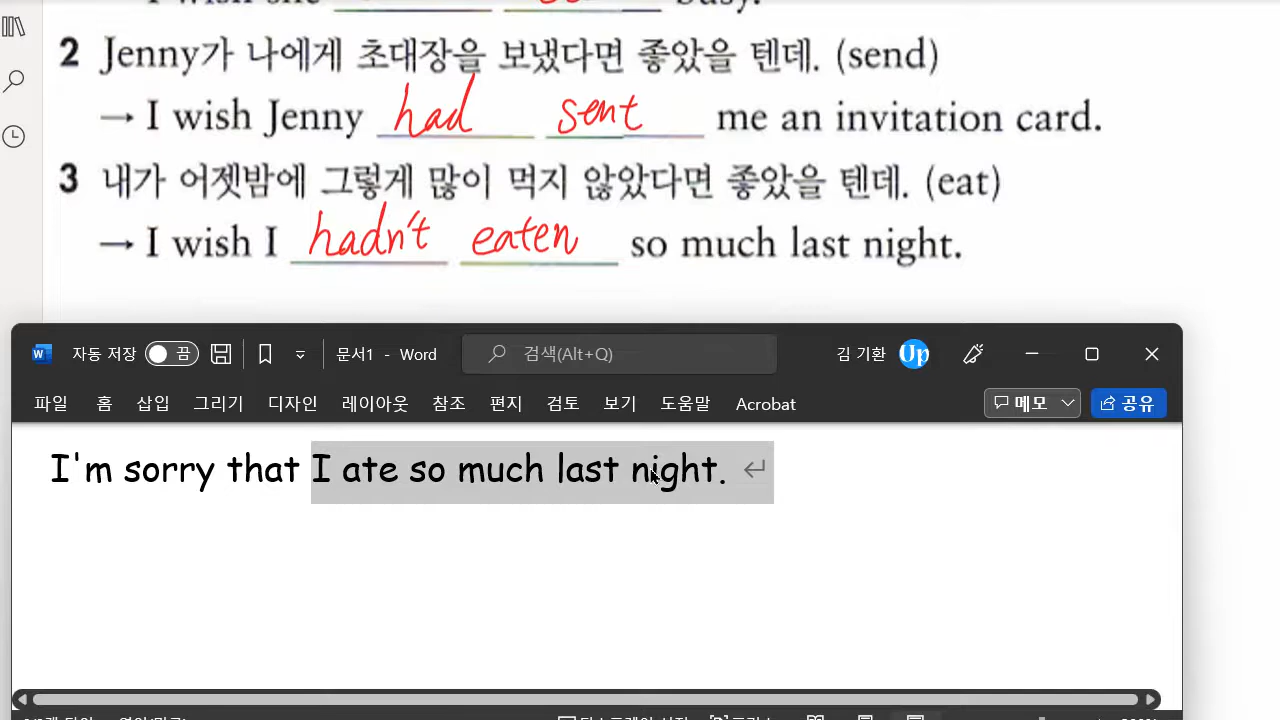 I wish she busy.
2 Jenny가 나에게 초대장을 보냈다면 좋았을 텐데. (send)
→ I wish Jenny had sent me an invitation card.
3 내가 어젯밤에 그렇게 많이 먹지 않았다면 좋았을 텐데. (eat)
→ I wish I hadn't eaten so much last night.
자동 저장 끔 문서1 - Word 검색(Alt+Q) 김 기환 Up
파일 홈 삽입 그리기 디자인 레이아웃 참조 편지 검토 보기 도움말 Acrobat 메모 공유
I'm sorry that I ate so much last night. ↵